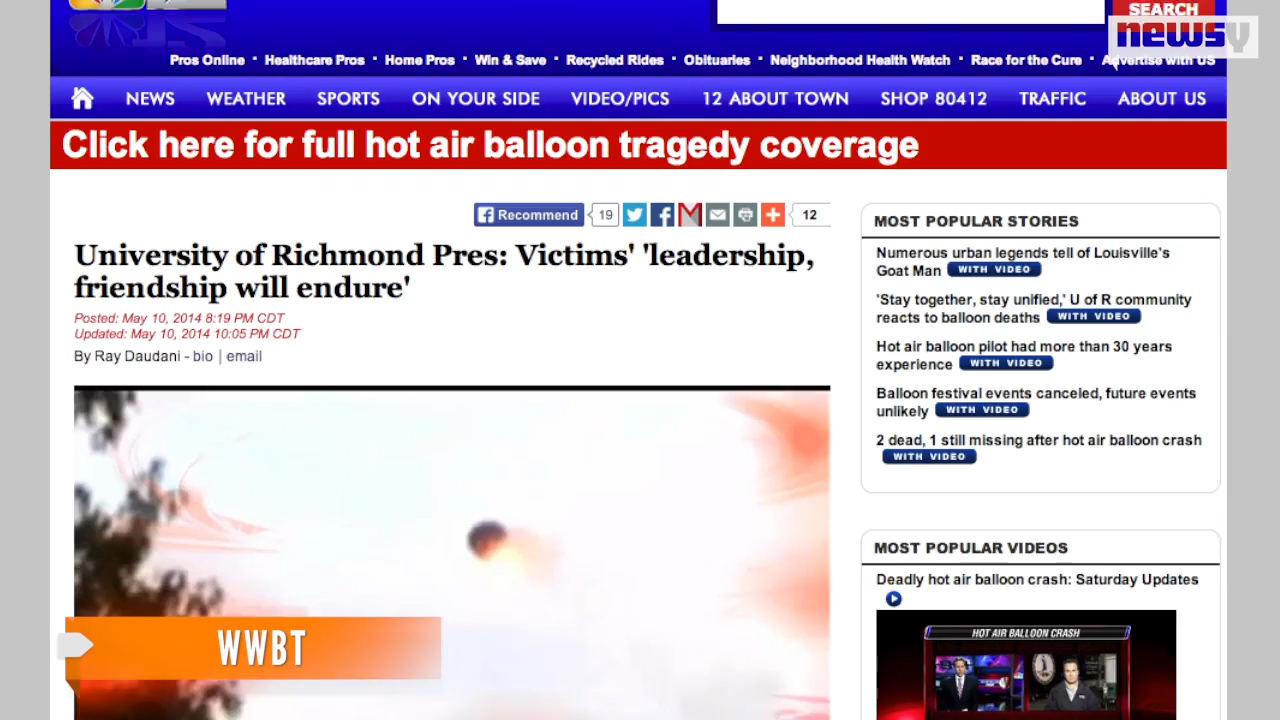 SEARCH
newsy
Pros Online · Healthcare Pros · Home Pros · Win & Save · Recycled Rides · Obituaries · Neighborhood Health Watch · Race for the Cure · Advertise with US
NEWS WEATHER SPORTS ON YOUR SIDE VIDEO/PICS 12 ABOUT TOWN SHOP 80412 TRAFFIC ABOUT US
Click here for full hot air balloon tragedy coverage
Recommend 19 12
University of Richmond Pres: Victims' 'leadership,
friendship will endure'
Posted: May 10, 2014 8:19 PM CDT
Updated: May 10, 2014 10:05 PM CDT
By Ray Daudani - bio | email
MOST POPULAR STORIES
Numerous urban legends tell of Louisville's
Goat Man WITH VIDEO
'Stay together, stay unified,' U of R community
reacts to balloon deaths WITH VIDEO
Hot air balloon pilot had more than 30 years
experience WITH VIDEO
Balloon festival events canceled, future events
unlikely WITH VIDEO
2 dead, 1 still missing after hot air balloon crash
WITH VIDEO
MOST POPULAR VIDEOS
Deadly hot air balloon crash: Saturday Updates
HOT AIR BALLOON CRASH
WWBT